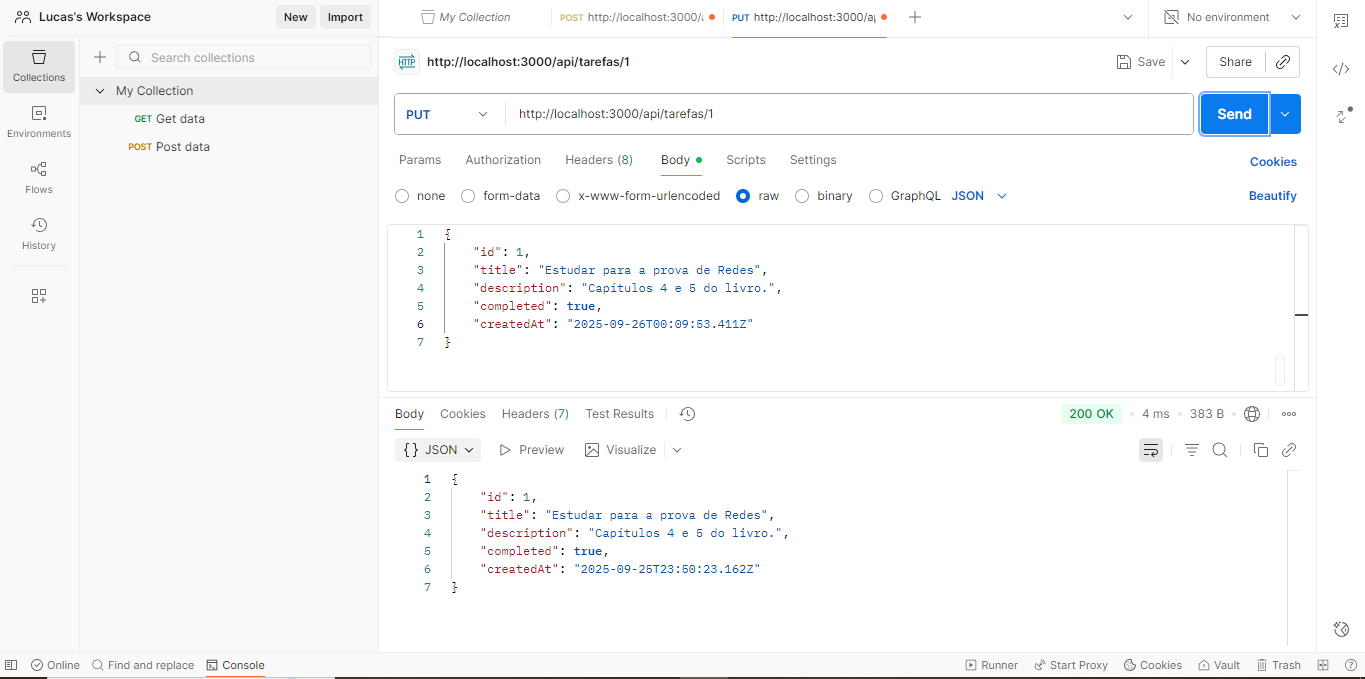 Lucas's Workspace
New
Import
My Collection
POST http://localhost:3000/
PUT http://localhost:3000/a
No environment
Collections
Environments
Flows
History
Search collections
My Collection
GET Get data
POST Post data
HTTP http://localhost:3000/api/tarefas/1
Save
Share
PUT
http://localhost:3000/api/tarefas/1
Send
Params Authorization Headers (8) Body Scripts Settings
Cookies
none form-data x-www-form-urlencoded raw binary GraphQL JSON
Beautify
1 {
2 "id": 1,
3 "title": "Estudar para a prova de Redes",
4 "description": "Capítulos 4 e 5 do livro.",
5 "completed": true,
6 "createdAt": "2025-09-26T00:09:53.411Z"
7 }
Body Cookies Headers (7) Test Results
200 OK • 4 ms • 383 B
{} JSON Preview Visualize
1 {
2 "id": 1,
3 "title": "Estudar para a prova de Redes",
4 "description": "Capítulos 4 e 5 do livro.",
5 "completed": true,
6 "createdAt": "2025-09-25T23:50:23.162Z"
7 }
Online Find and replace Console
Runner Start Proxy Cookies Vault Trash